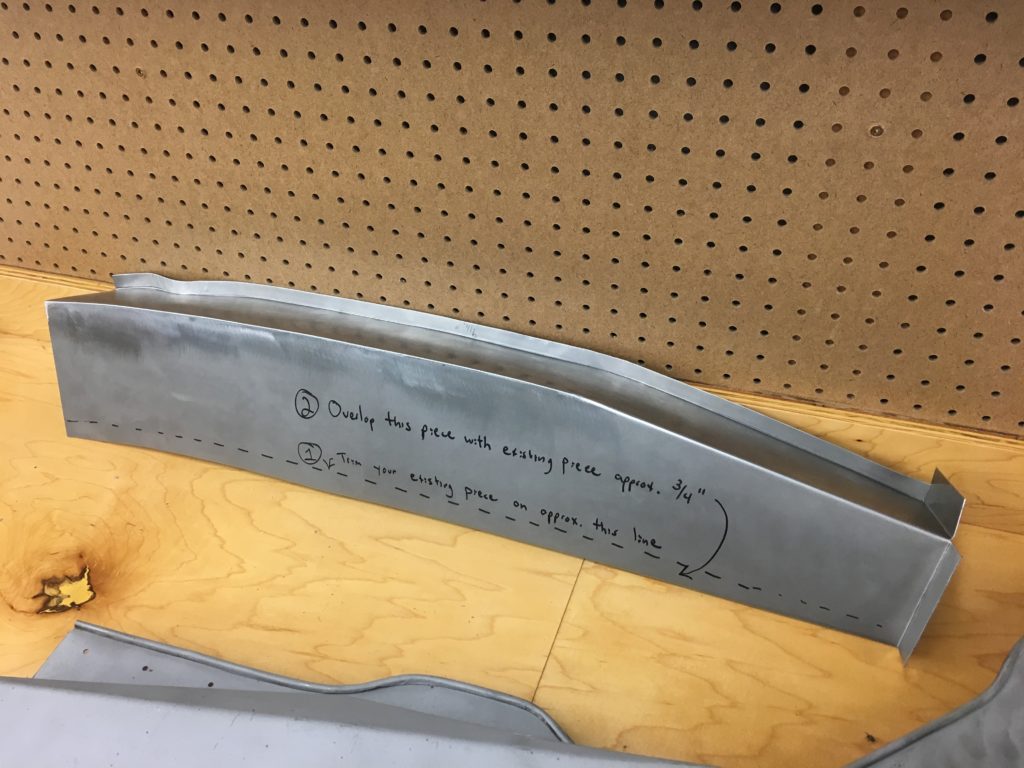 ② Overlap this piece with existing piece approx. 3/4"
① Trim your
existing piece on approx. this line